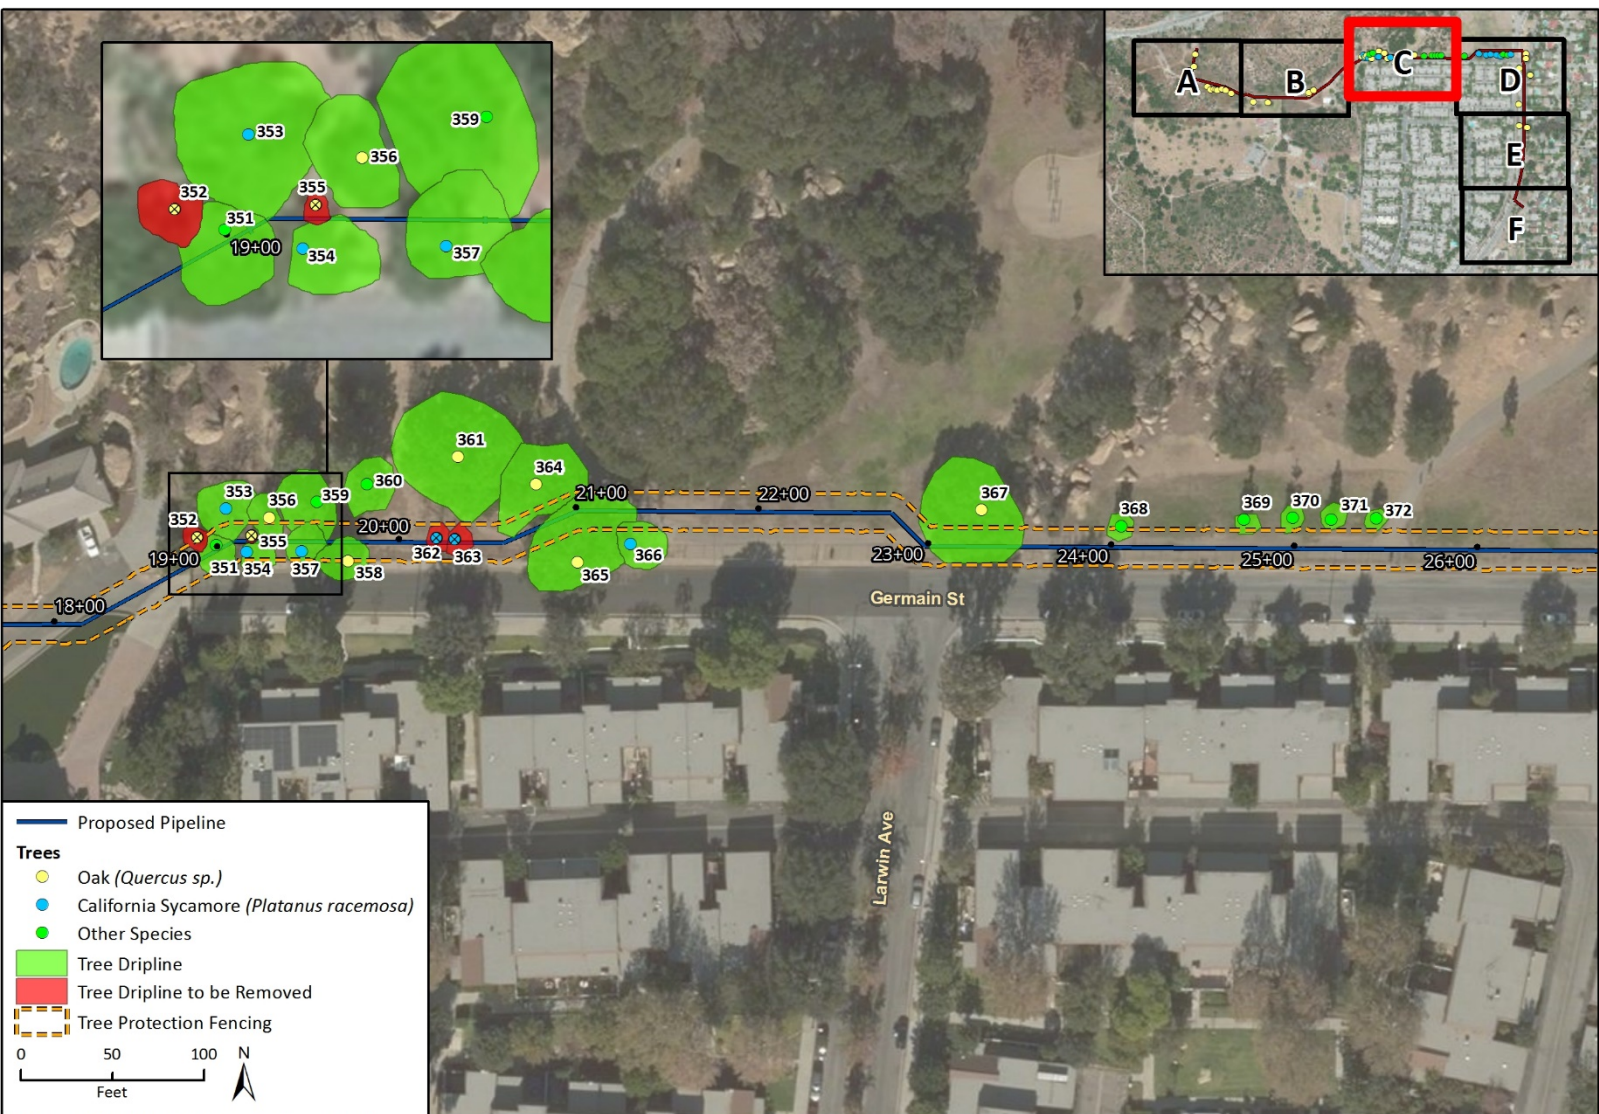 353
356
359
352
355
351
19+00
354
357
A
B
C
D
E
F
361
364
360
353
356
359
352
20+00
21+00
22+00
367
368
369
370
371
372
19+00
355
351
354
357
358
362
363
365
366
23+00
24+00
25+00
26+00
18+00
Germain St
Larwin Ave
Proposed Pipeline
Trees
Oak (Quercus sp.)
California Sycamore (Platanus racemosa)
Other Species
Tree Dripline
Tree Dripline to be Removed
Tree Protection Fencing
0 50 100
Feet
N